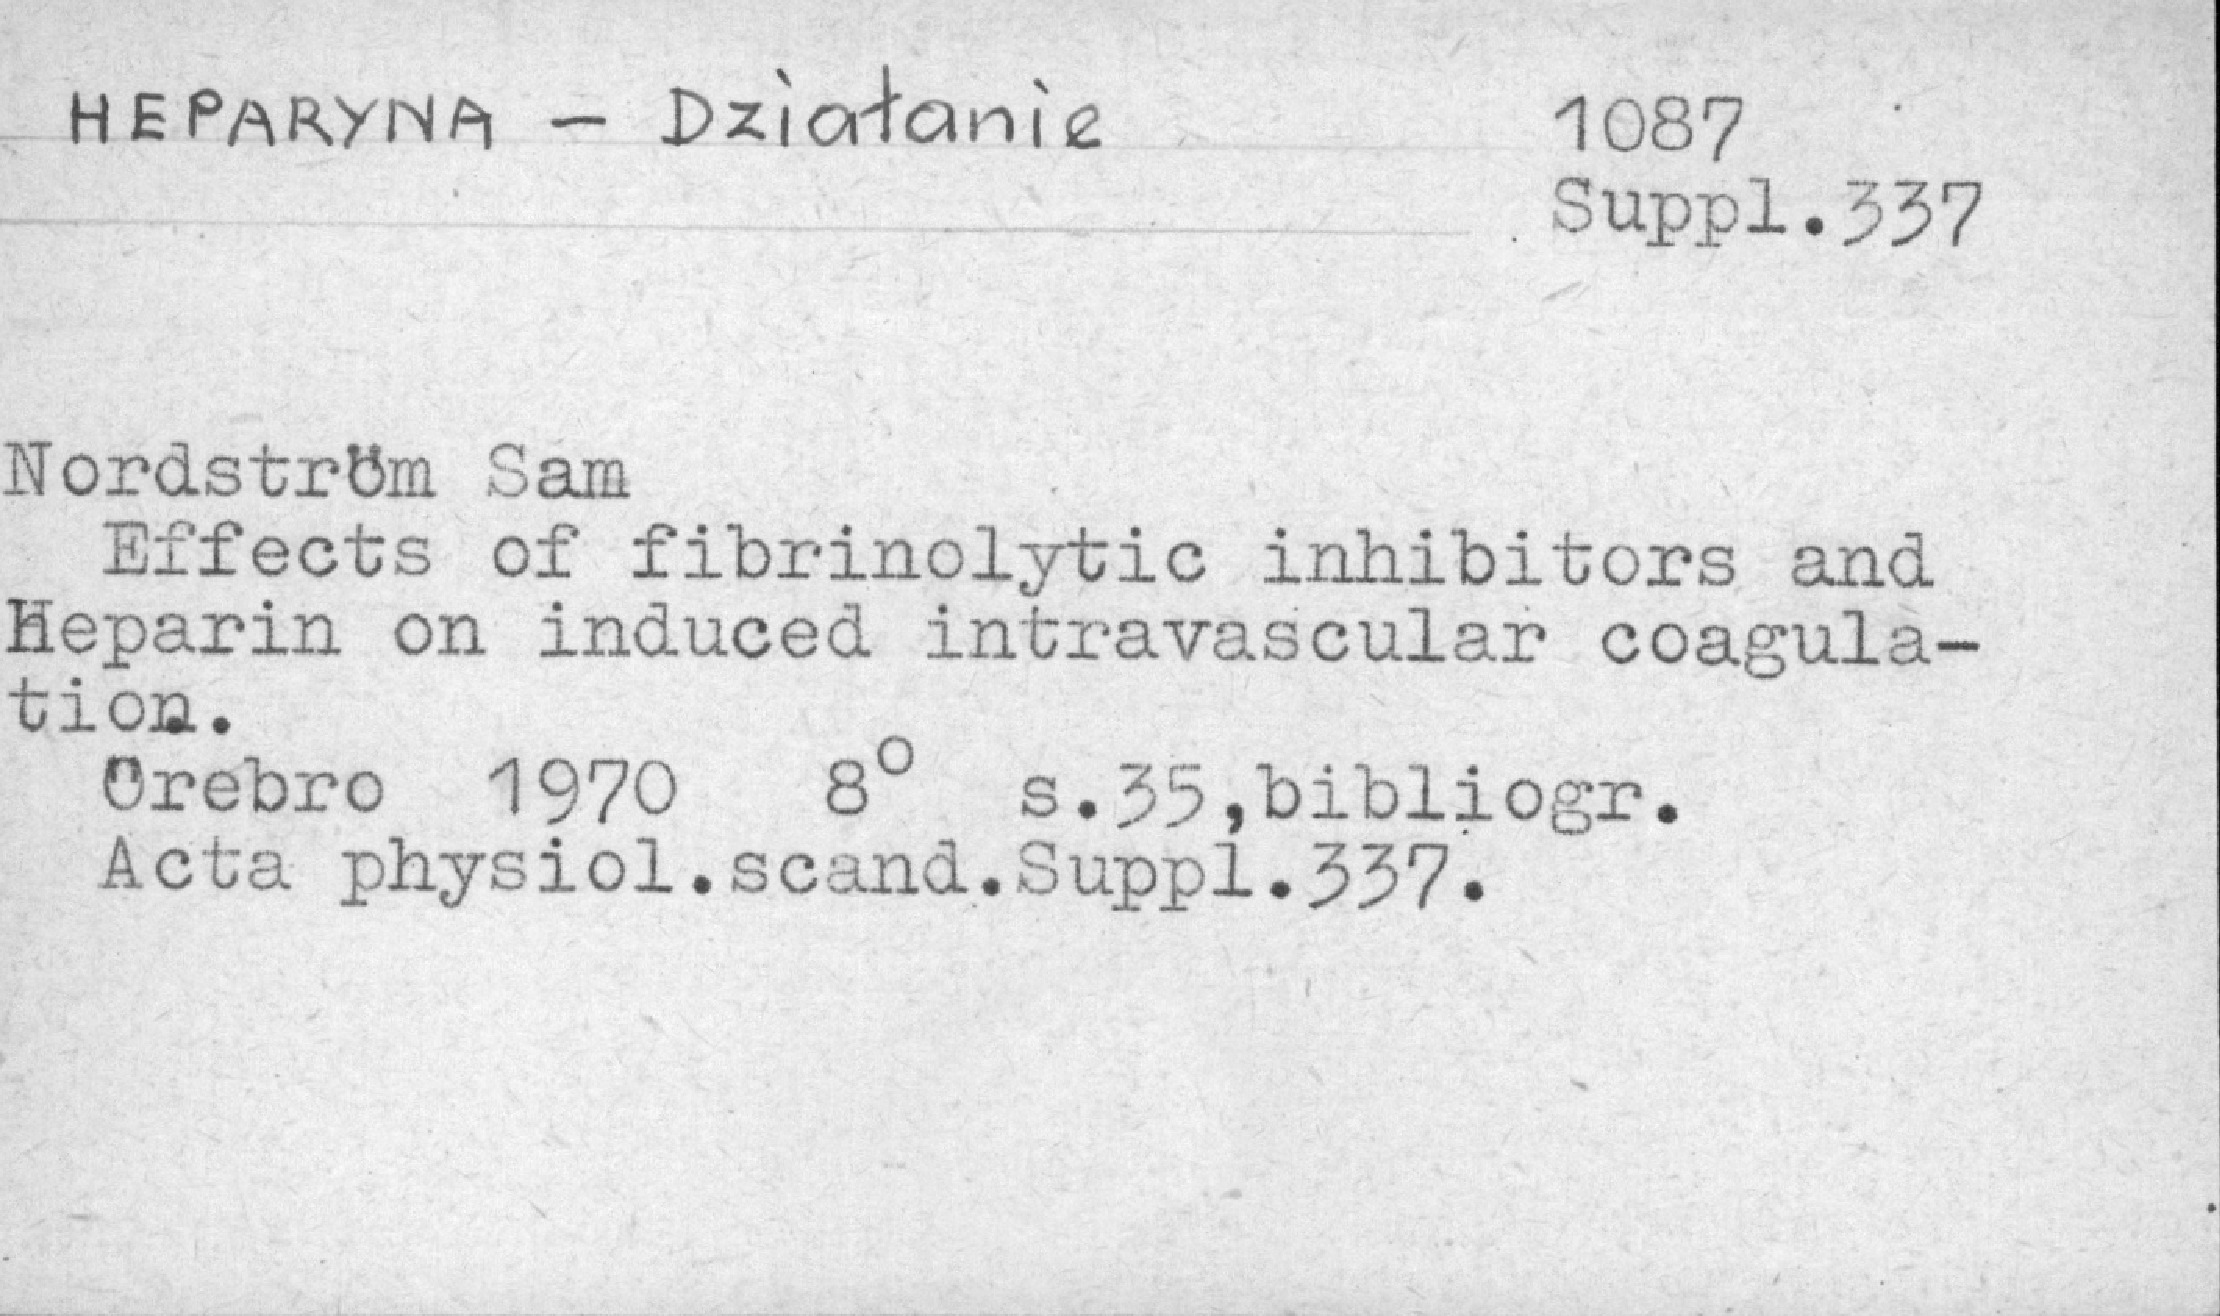 HEPARYNA - Działanie
1087
Suppl.337
Nordström Sam
Effects of fibrinolytic inhibitors and
Heparin on induced intravascular coagula-
tion.
Örebro 1970 8° s.35,bibliogr.
Acta physiol.scand.Suppl.337.